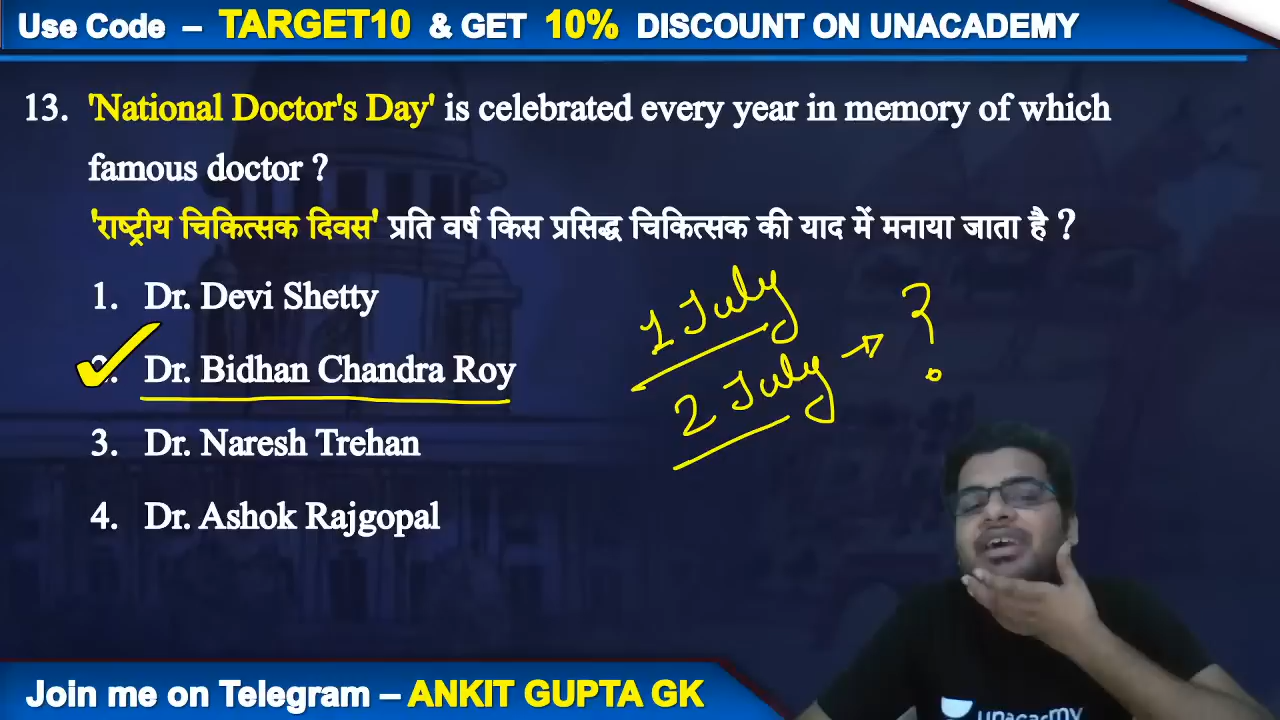 Use Code – TARGET10 & GET 10% DISCOUNT ON UNACADEMY
13. 'National Doctor's Day' is celebrated every year in memory of which
famous doctor ?
'राष्ट्रीय चिकित्सक दिवस' प्रति वर्ष किस प्रसिद्ध चिकित्सक की याद में मनाया जाता है ?
1. Dr. Devi Shetty
2. Dr. Bidhan Chandra Roy
3. Dr. Naresh Trehan
4. Dr. Ashok Rajgopal
1 July
2 July → ?
Join me on Telegram – ANKIT GUPTA GK
unacademy